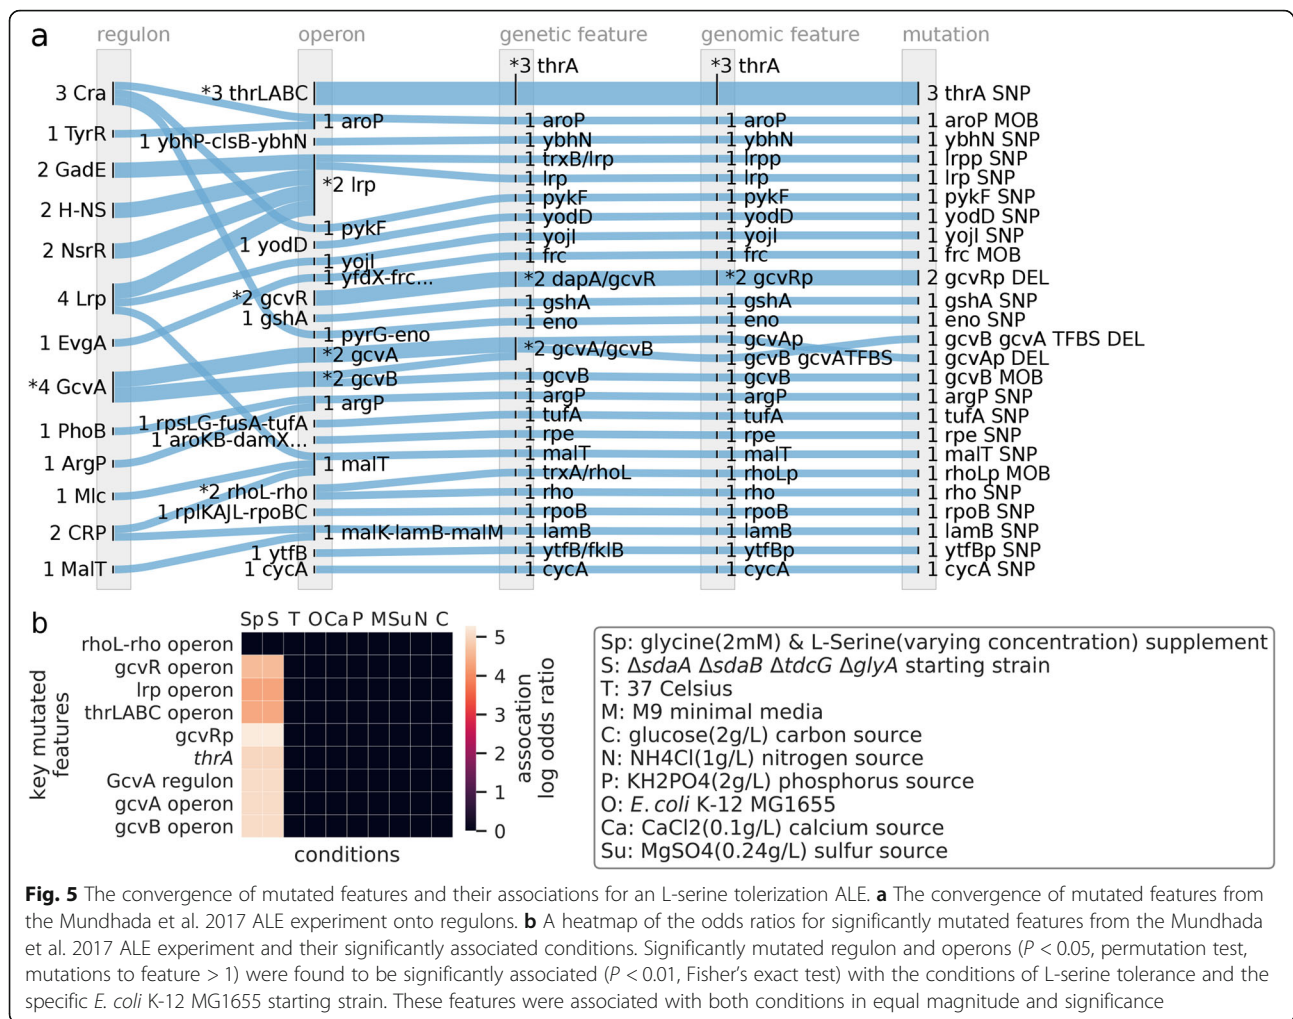 a
regulon operon genetic feature genomic feature mutation
3 Cra
1 TyrR
2 GadE
2 H-NS
2 NsrR
4 Lrp
1 EvgA
*4 GcvA
1 PhoB
1 ArgP
1 Mlc
2 CRP
1 MalT
*3 thrLABC
1 aroP
1 ybhP-clsB-ybhN
*2 lrp
1 pykF
1 yodD
1 yojI
1 yfdX-frc...
*2 gcvR
1 gshA
1 pyrG-eno
*2 gcvA
*2 gcvB
1 argP
1 rpsLG-fusA-tufA
1 aroKB-damX...
1 malT
*2 rhoL-rho
1 rplKAJL-rpoBC
1 malK-lamB-malM
1 ytfB
1 cycA
*3 thrA
1 aroP
1 ybhN
1 trxB/lrp
1 lrp
1 pykF
1 yodD
1 yojI
1 frc
*2 dapA/gcvR
1 gshA
1 eno
*2 gcvA/gcvB
1 gcvB
1 argP
1 tufA
1 rpe
1 malT
1 trxA/rhoL
1 rho
1 rpoB
1 lamB
1 ytfB/fklB
1 cycA
*3 thrA
1 aroP
1 ybhN
1 lrpp
1 lrp
1 pykF
1 yodD
1 yojI
1 frc
*2 gcvRp
1 gshA
1 eno
1 gcvAp
1 gcvB gcvATFBS
1 gcvB
1 argP
1 tufA
1 rpe
1 malT
1 rhoLp
1 rho
1 rpoB
1 lamB
1 ytfBp
1 cycA
3 thrA SNP
1 aroP MOB
1 ybhN SNP
1 lrpp SNP
1 lrp SNP
1 pykF SNP
1 yodD SNP
1 yojI SNP
1 frc MOB
2 gcvRp DEL
1 gshA SNP
1 eno SNP
1 gcvB gcvA TFBS DEL
1 gcvAp DEL
1 gcvB MOB
1 argP SNP
1 tufA SNP
1 rpe SNP
1 malT SNP
1 rhoLp MOB
1 rho SNP
1 rpoB SNP
1 lamB SNP
1 ytfBp SNP
1 cycA SNP
b
Sp S T O Ca P M Su N C
key mutated
features
rhoL-rho operon
gcvR operon
lrp operon
thrLABC operon
gcvRp
thrA
GcvA regulon
gcvA operon
gcvB operon
conditions
5
4
3
2
1
0
assocation
log odds ratio
Sp: glycine(2mM) & L-Serine(varying concentration) supplement
S: ΔsdaA ΔsdaB ΔtdcG ΔglyA starting strain
T: 37 Celsius
M: M9 minimal media
C: glucose(2g/L) carbon source
N: NH4Cl(1g/L) nitrogen source
P: KH2PO4(2g/L) phosphorus source
O: E. coli K-12 MG1655
Ca: CaCl2(0.1g/L) calcium source
Su: MgSO4(0.24g/L) sulfur source
Fig. 5 The convergence of mutated features and their associations for an L-serine tolerization ALE. a The convergence of mutated features from
the Mundhada et al. 2017 ALE experiment onto regulons. b A heatmap of the odds ratios for significantly mutated features from the Mundhada
et al. 2017 ALE experiment and their significantly associated conditions. Significantly mutated regulon and operons (P < 0.05, permutation test,
mutations to feature > 1) were found to be significantly associated (P < 0.01, Fisher's exact test) with the conditions of L-serine tolerance and the
specific E. coli K-12 MG1655 starting strain. These features were associated with both conditions in equal magnitude and significance